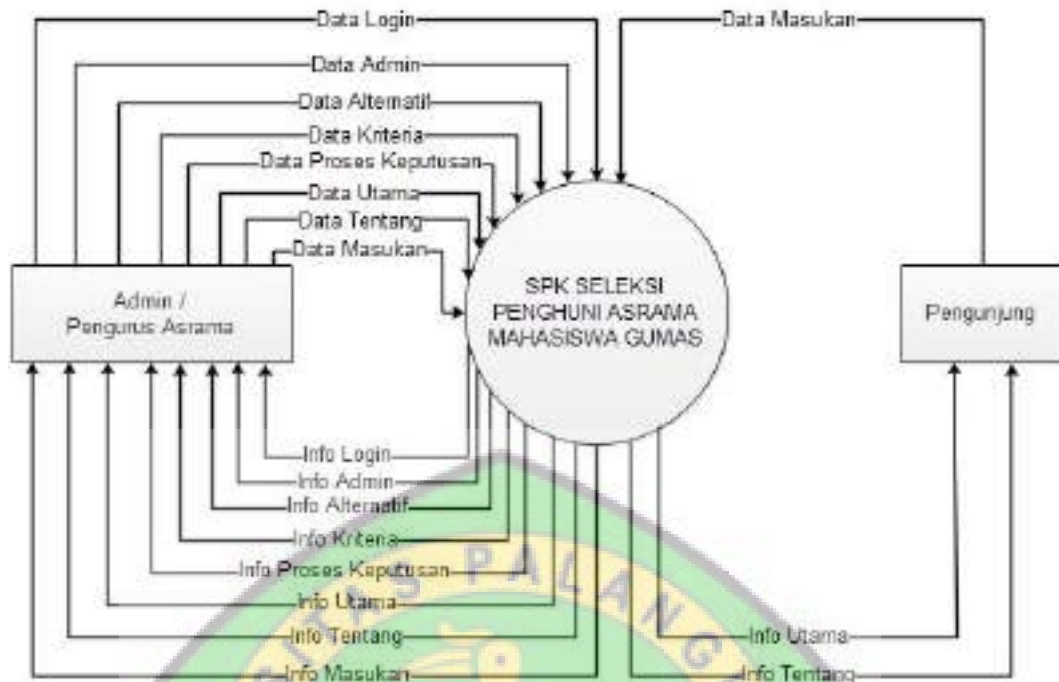 Data Login
Data Masukan
Data Admin
Data Alternatif
Data Kriteria
Data Proses Keputusan
Data Utama
Data Tentang
Data Masukan
Admin /
Pengurus Asrama
SPK SELEKSI
PENGHUNI ASRAMA
MAHASISWA GUMAS
Pengunjung
Info Login
Info Admin
Info Alternatif
Info Kriteria
Info Proses Keputusan
Info Utama
Info Tentang
Info Masukan
Info Utama
Info Tentang
ITAS PALANG